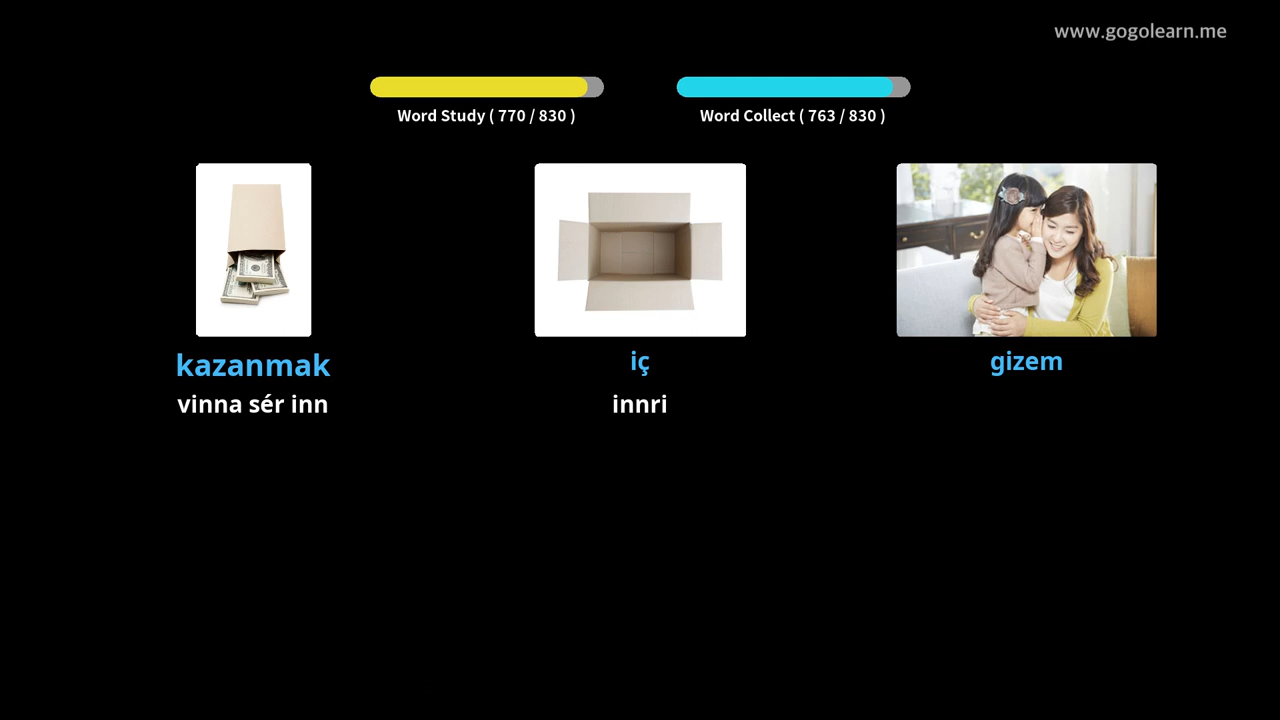 www.gogolearn.me
Word Study ( 770 / 830 )
Word Collect ( 763 / 830 )
kazanmak
vinna sér inn
iç
innri
gizem